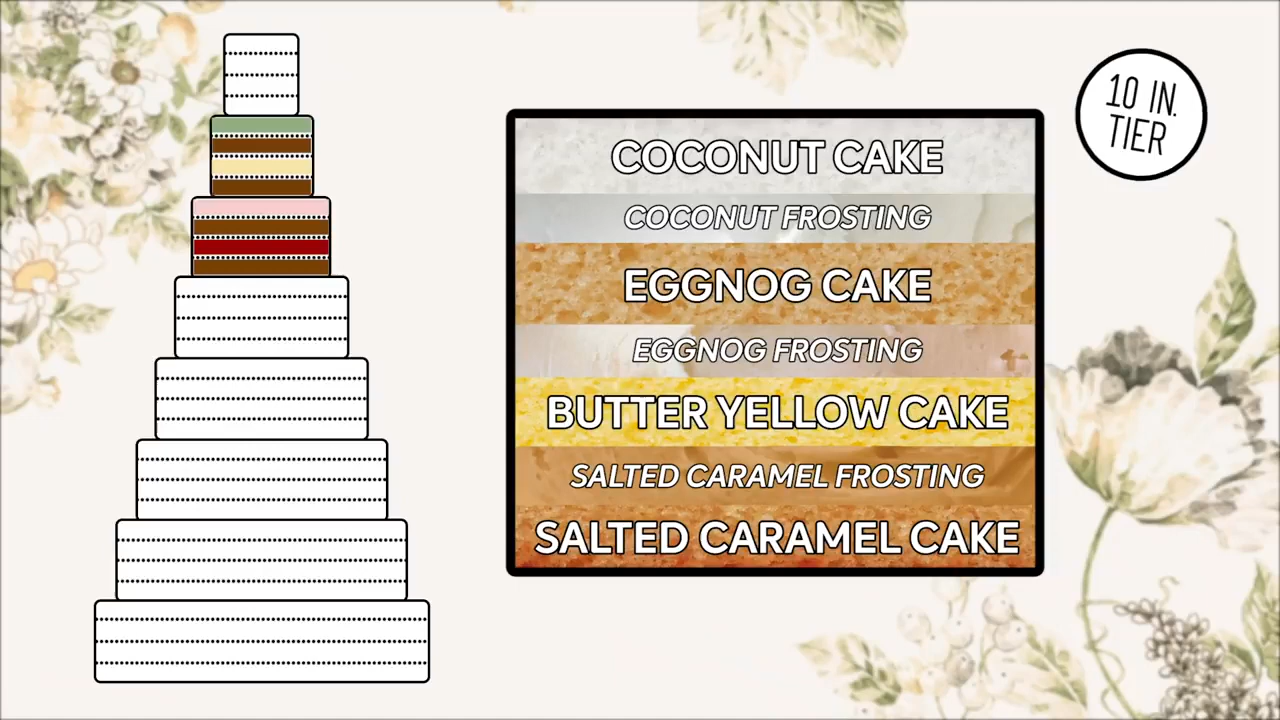 10 IN.
TIER
COCONUT CAKE
COCONUT FROSTING
EGGNOG CAKE
EGGNOG FROSTING
BUTTER YELLOW CAKE
SALTED CARAMEL FROSTING
SALTED CARAMEL CAKE